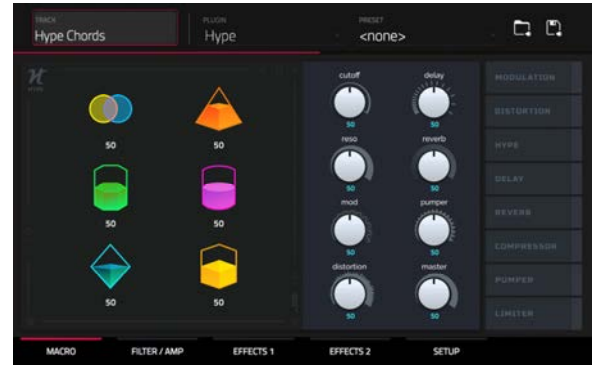 TRACK
Hype Chords
PLUGIN
Hype
PRESET
<none>
HYPE
50
50
50
50
50
50
cutoff
delay
50
50
reso
reverb
50
50
mod
pumper
50
50
distortion
master
50
50
MODULATION
DISTORTION
HYPE
DELAY
REVERB
COMPRESSOR
PUMPER
LIMITER
MACRO
FILTER / AMP
EFFECTS 1
EFFECTS 2
SETUP